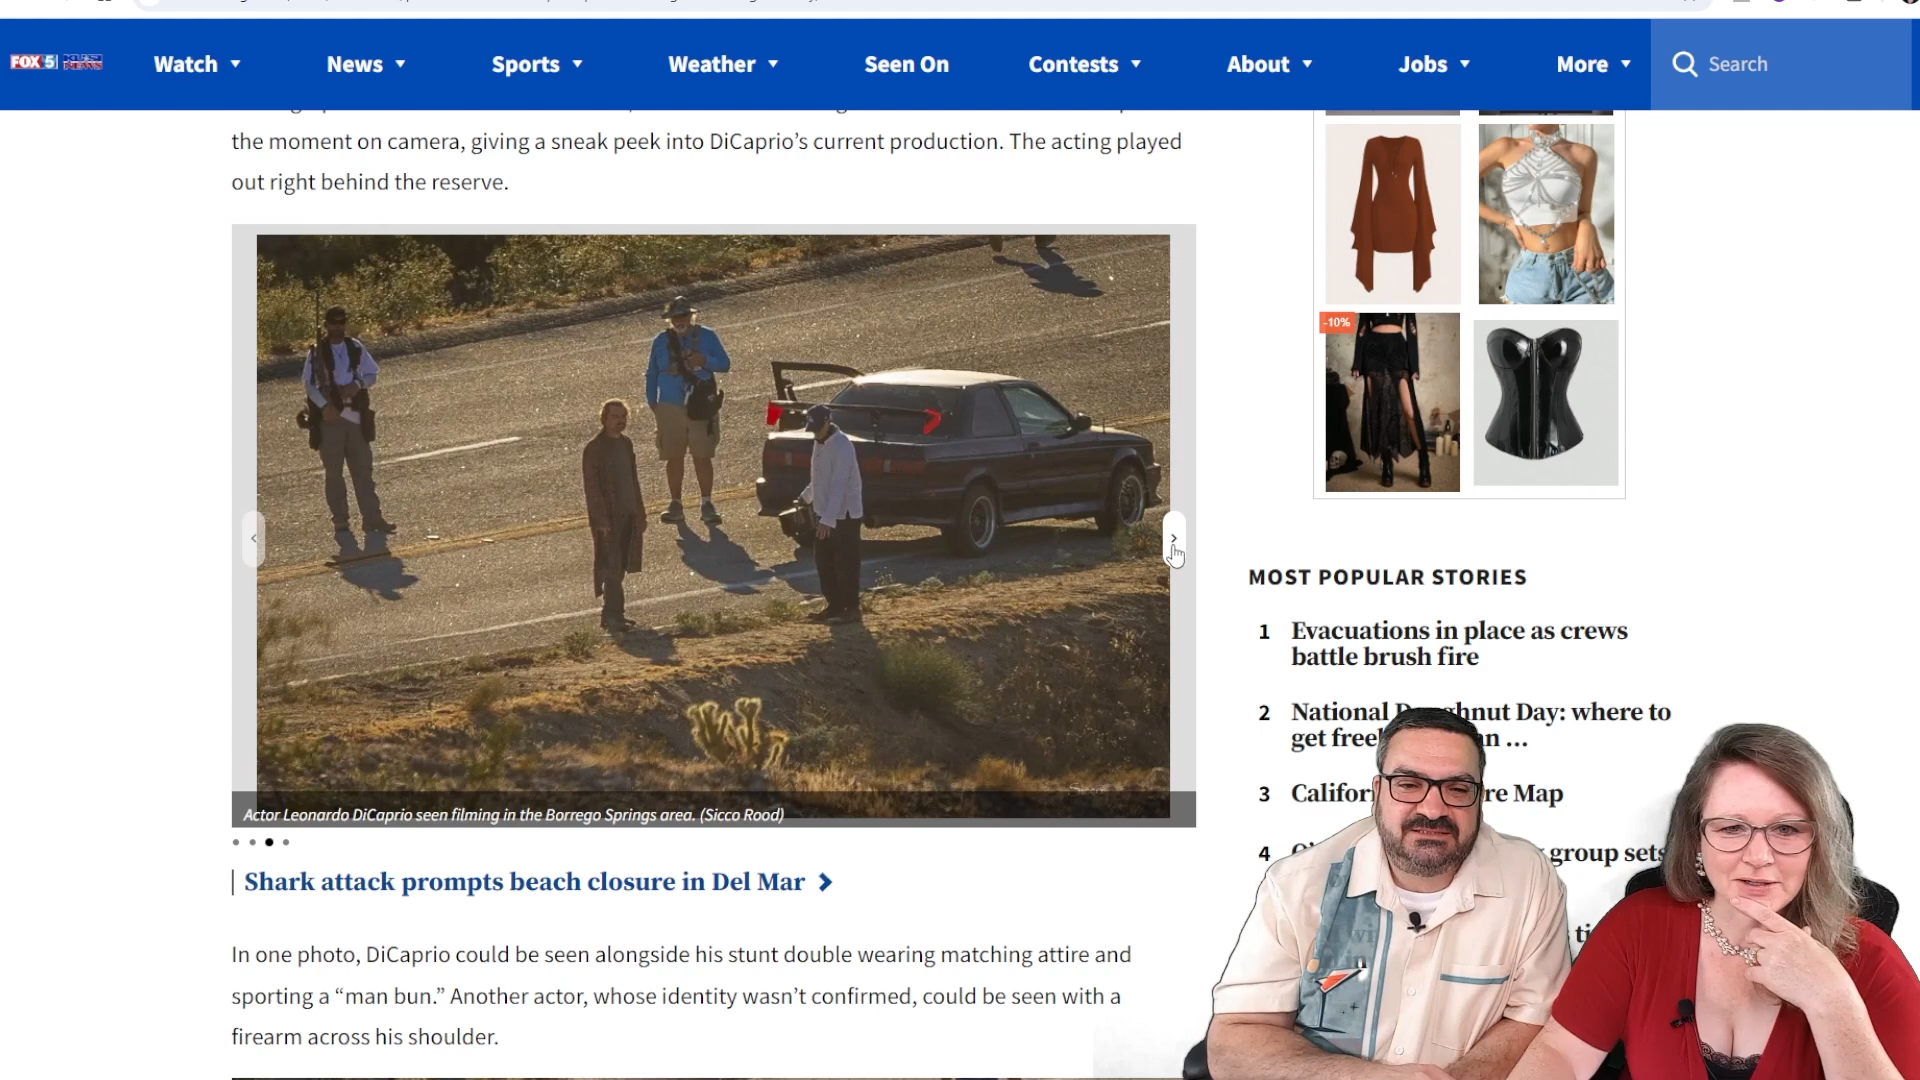 FOX 5 KUSI NEWS
Watch News Sports Weather Seen On Contests About Jobs More Search
the moment on camera, giving a sneak peek into DiCaprio’s current production. The acting played
out right behind the reserve.
-10%
Actor Leonardo DiCaprio seen filming in the Borrego Springs area. (Sicco Rood)
Shark attack prompts beach closure in Del Mar
In one photo, DiCaprio could be seen alongside his stunt double wearing matching attire and
sporting a “man bun.” Another actor, whose identity wasn’t confirmed, could be seen with a
firearm across his shoulder.
MOST POPULAR STORIES
1 Evacuations in place as crews
battle brush fire
2 National Day: where to
get
3 Map
4 group sets